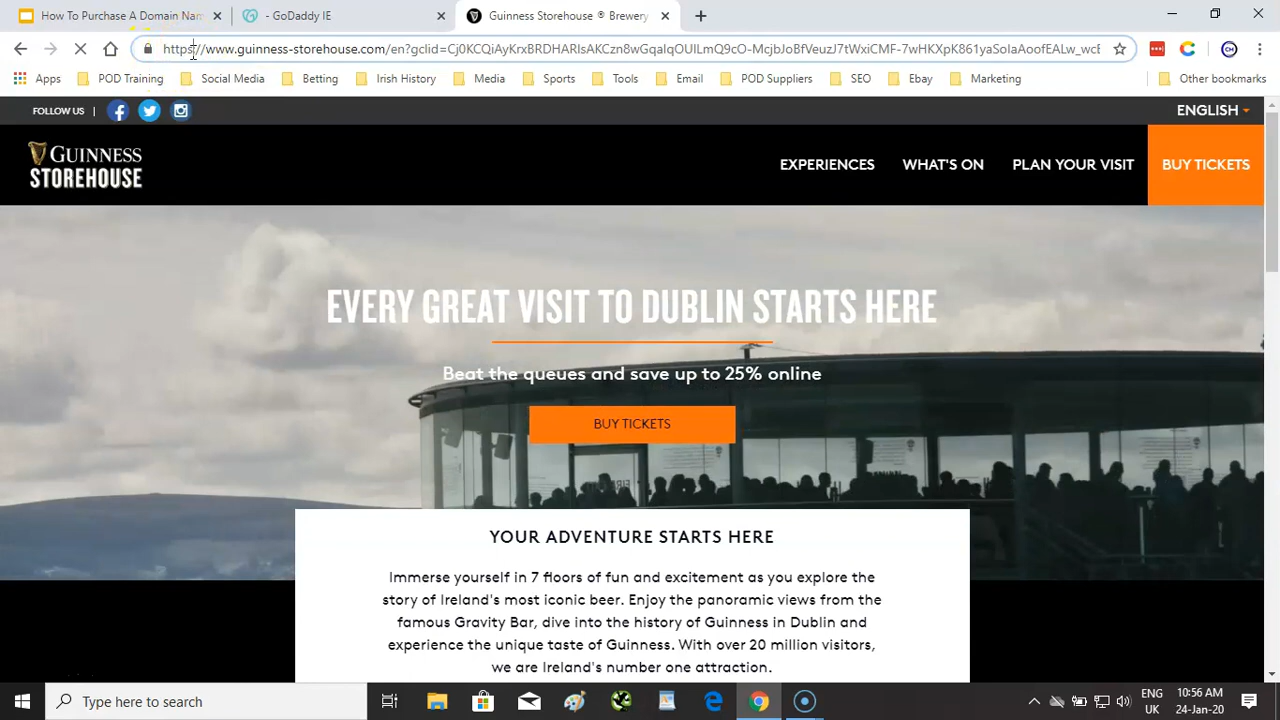 How To Purchase A Domain Nam
- GoDaddy IE
Guinness Storehouse ® Brewery
https://www.guinness-storehouse.com/en?gclid=Cj0KCQiAyKrxBRDHARIsAKCzn8wGqalqOUILmQ9cO-McjbJoBTveuzJ7tWxiCMF-7wHKXpK861yaSolaAoofEALw_wcE
Apps POD Training Social Media Betting Irish History Media Sports Tools Email POD Suppliers SEO Ebay Marketing Other bookmarks
FOLLOW US |
ENGLISH
GUINNESS
STOREHOUSE
EXPERIENCES WHAT'S ON PLAN YOUR VISIT BUY TICKETS
EVERY GREAT VISIT TO DUBLIN STARTS HERE
Beat the queues and save up to 25% online
BUY TICKETS
YOUR ADVENTURE STARTS HERE
Immerse yourself in 7 floors of fun and excitement as you explore the
story of Ireland's most iconic beer. Enjoy the panoramic views from the
famous Gravity Bar, dive into the history of Guinness in Dublin and
experience the unique taste of Guinness. With over 20 million visitors,
we are Ireland's number one attraction.
Type here to search
ENG
UK
10:56 AM
24-Jan-20